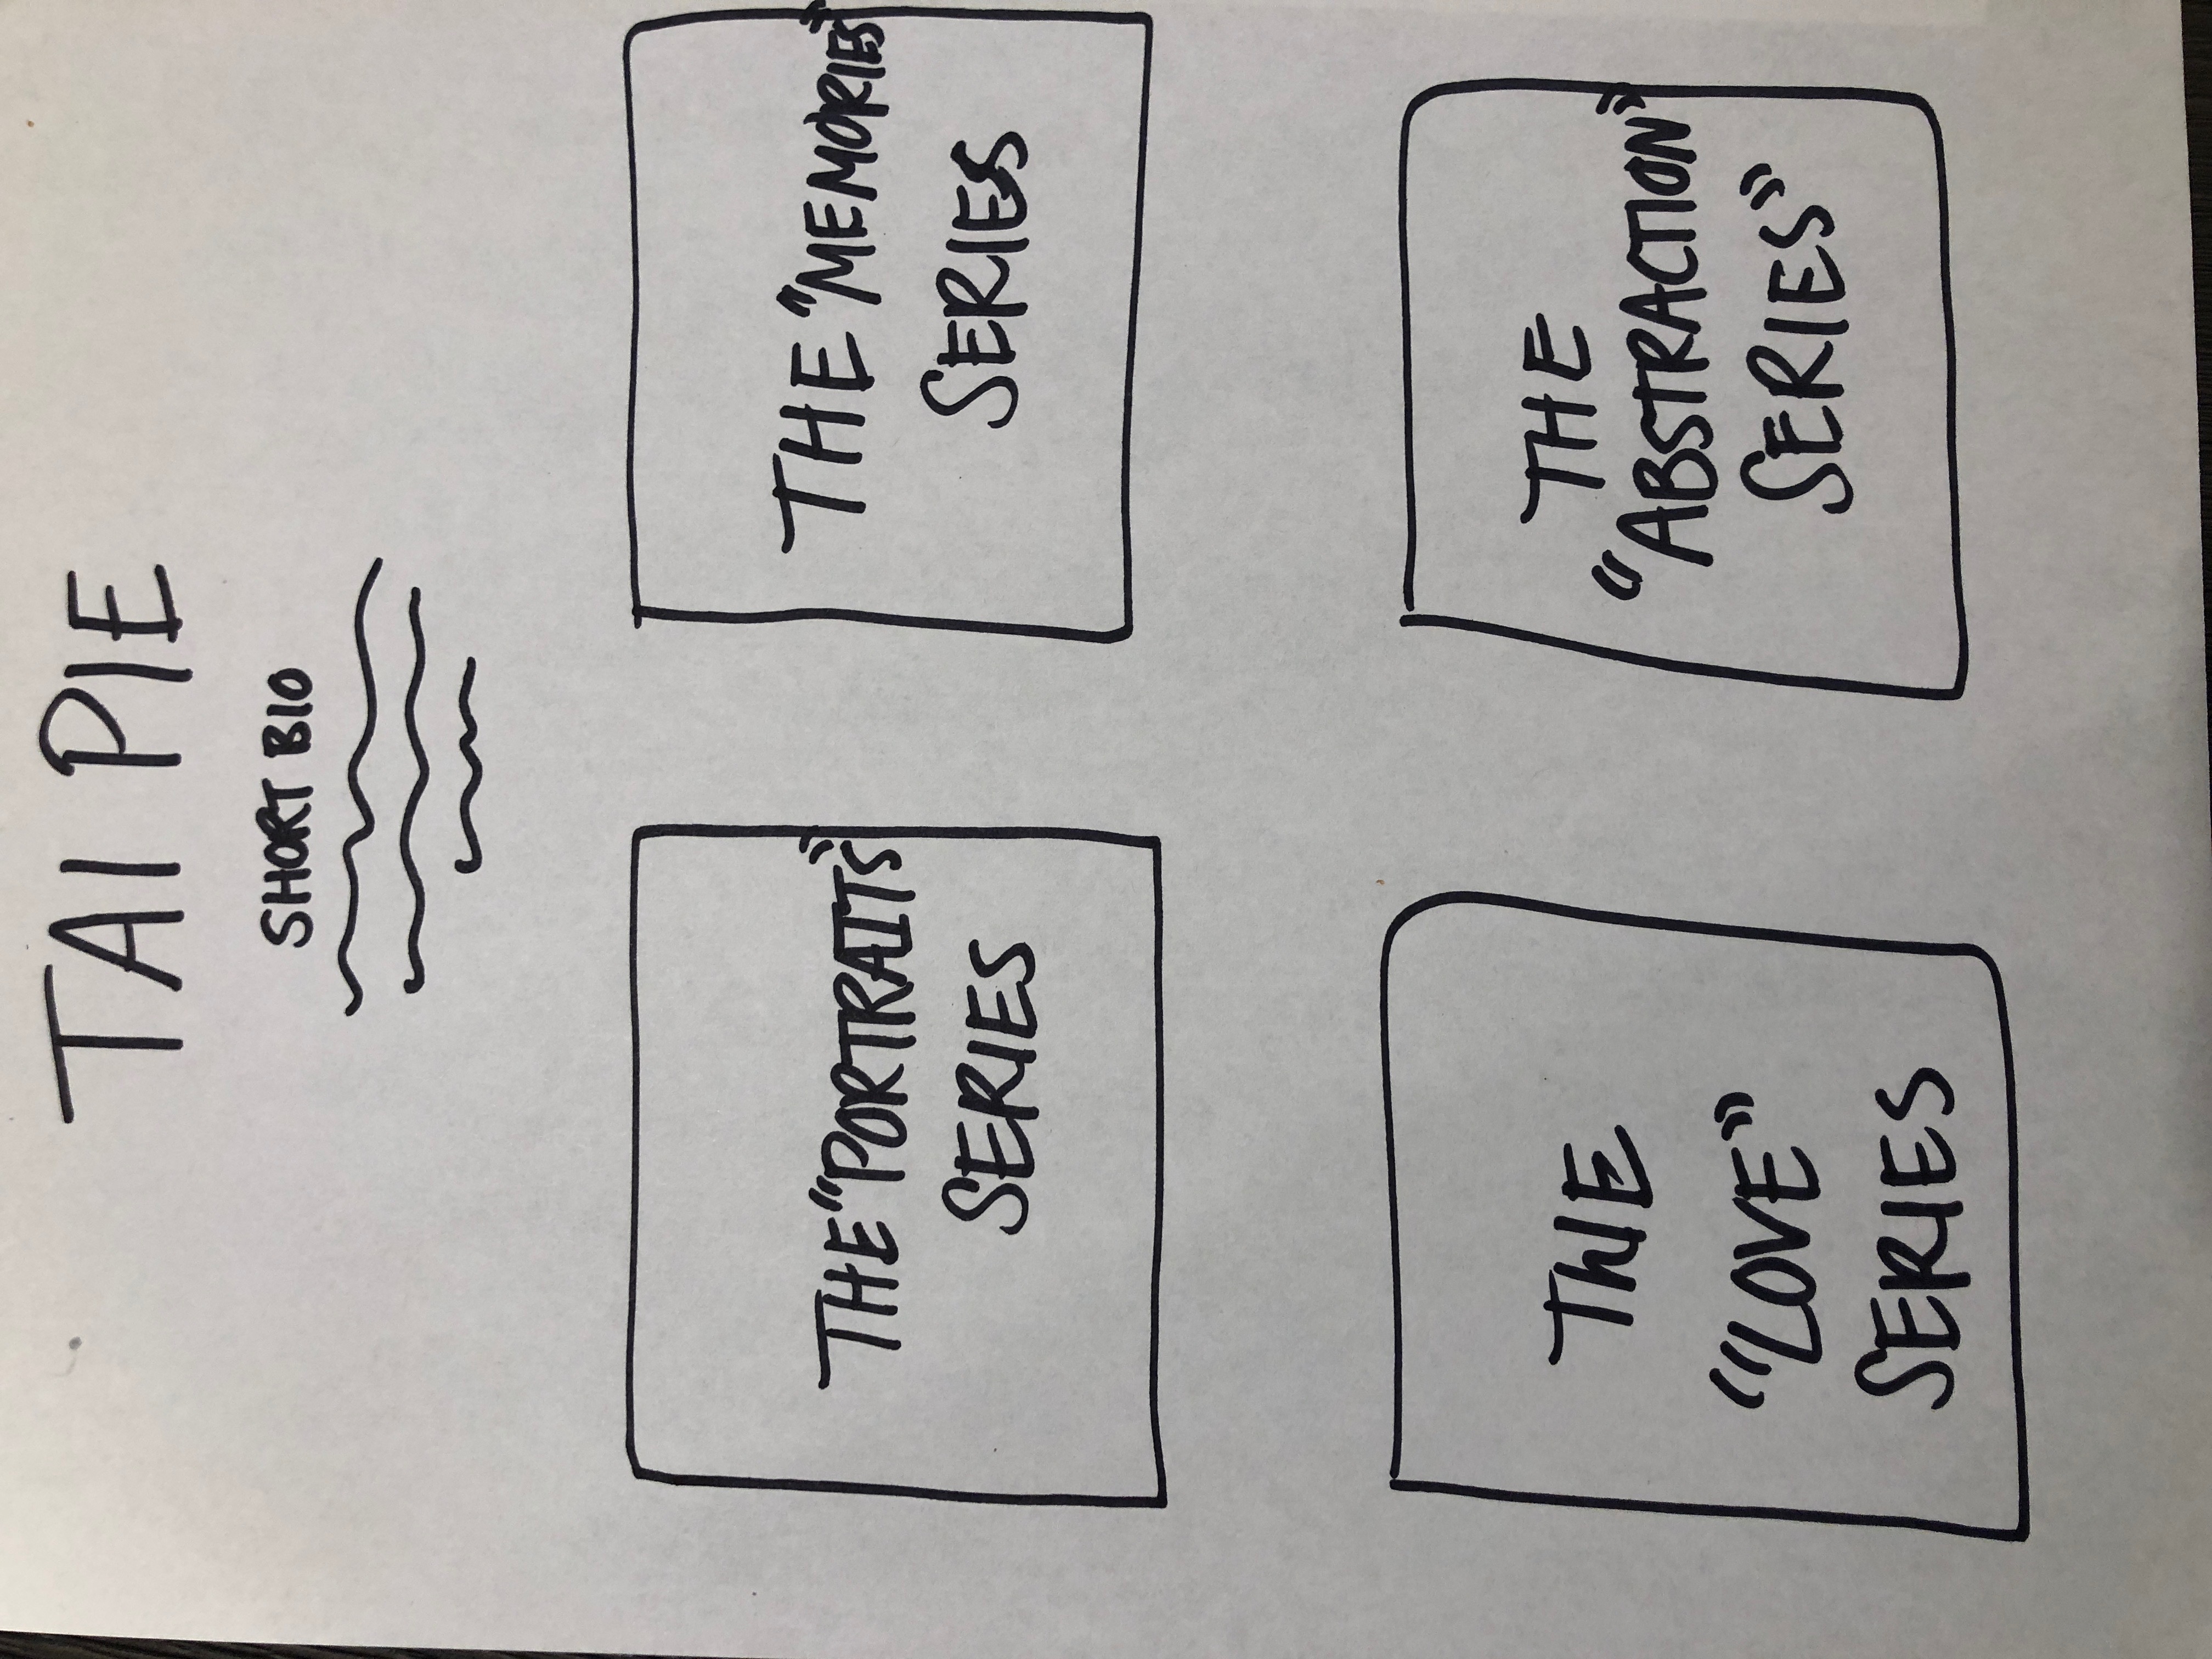 TAI PIE
SHORT BIO
THE "PORTRAITS"
SERIES
THE "MEMORIES"
SERIES
THE
"LOVE"
SERIES
THE
"ABSTRACTION"
SERIES"